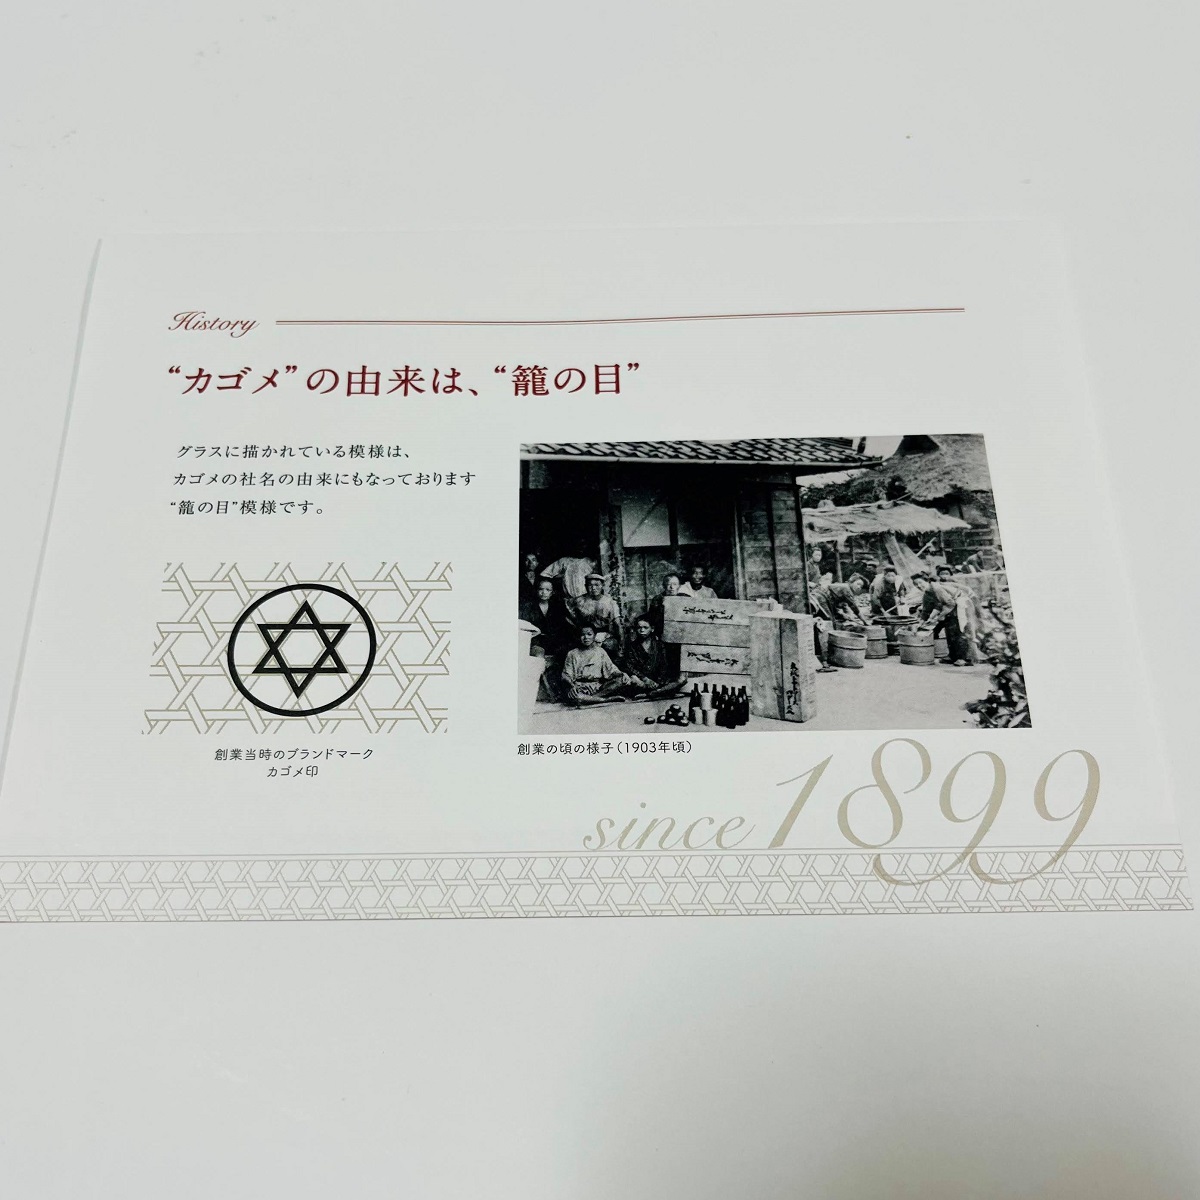 History
“カゴメ”の由来は、“籠の目”
グラスに描かれている模様は、
カゴメの社名の由来にもなっております
“籠の目”模様です。
創業当時のブランドマーク
カゴメ印
創業の頃の様子（1903年頃）
since 1899